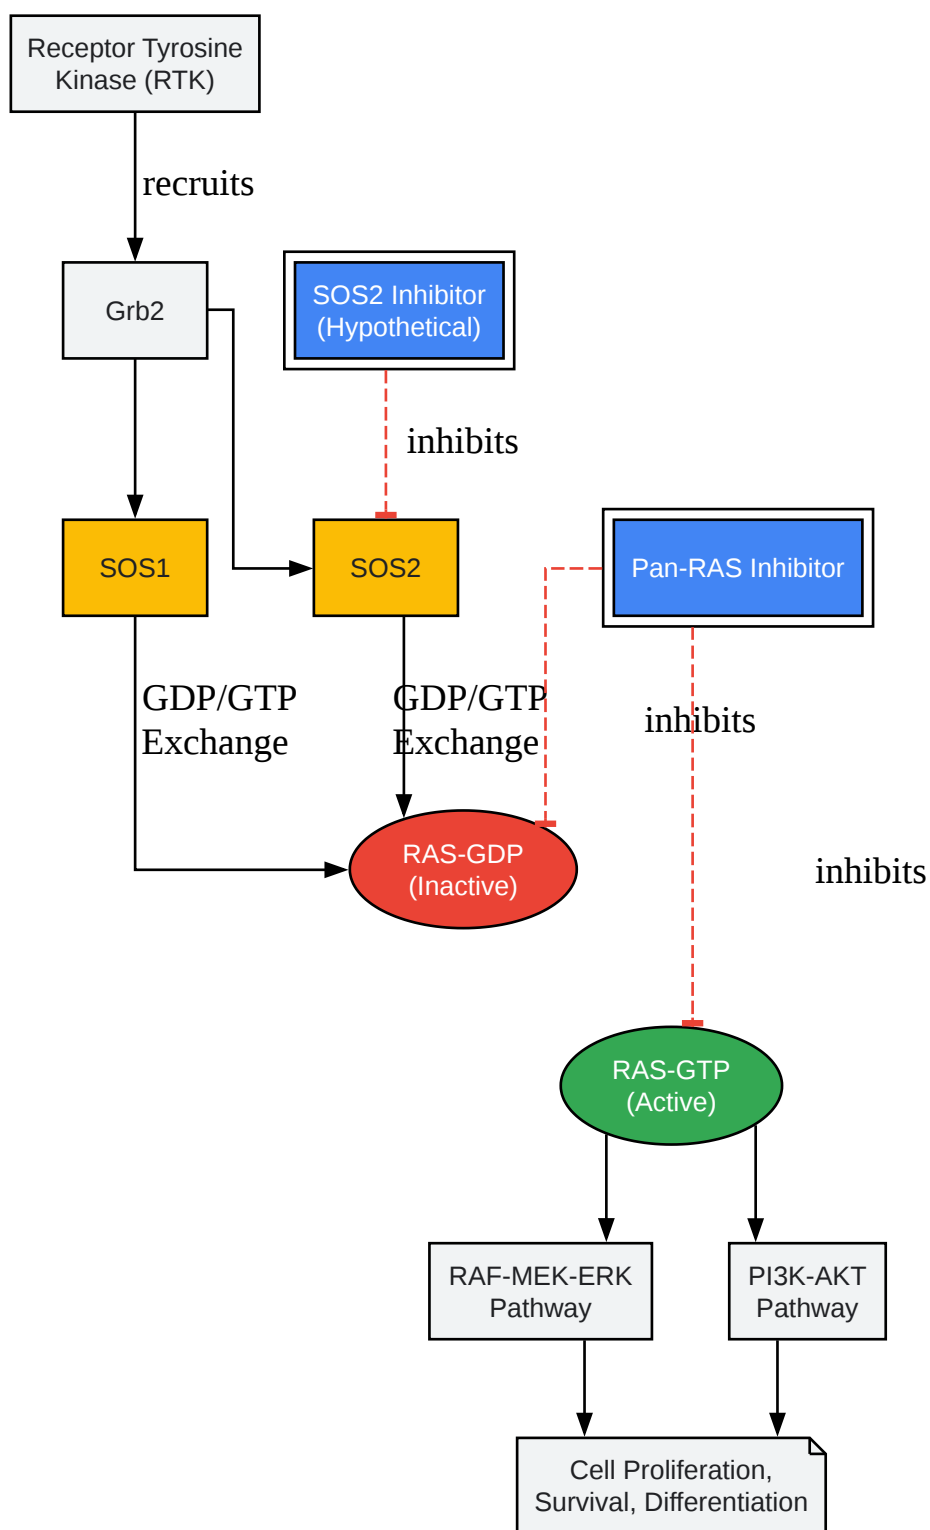 Receptor Tyrosine
Kinase (RTK)
recruits
Grb2
SOS2 Inhibitor
(Hypothetical)
inhibits
SOS1
SOS2
Pan-RAS Inhibitor
GDP/GTP
Exchange
GDP/GTP
Exchange
inhibits
RAS-GDP
(Inactive)
inhibits
RAS-GTP
(Active)
RAF-MEK-ERK
Pathway
PI3K-AKT
Pathway
Cell Proliferation,
Survival, Differentiation